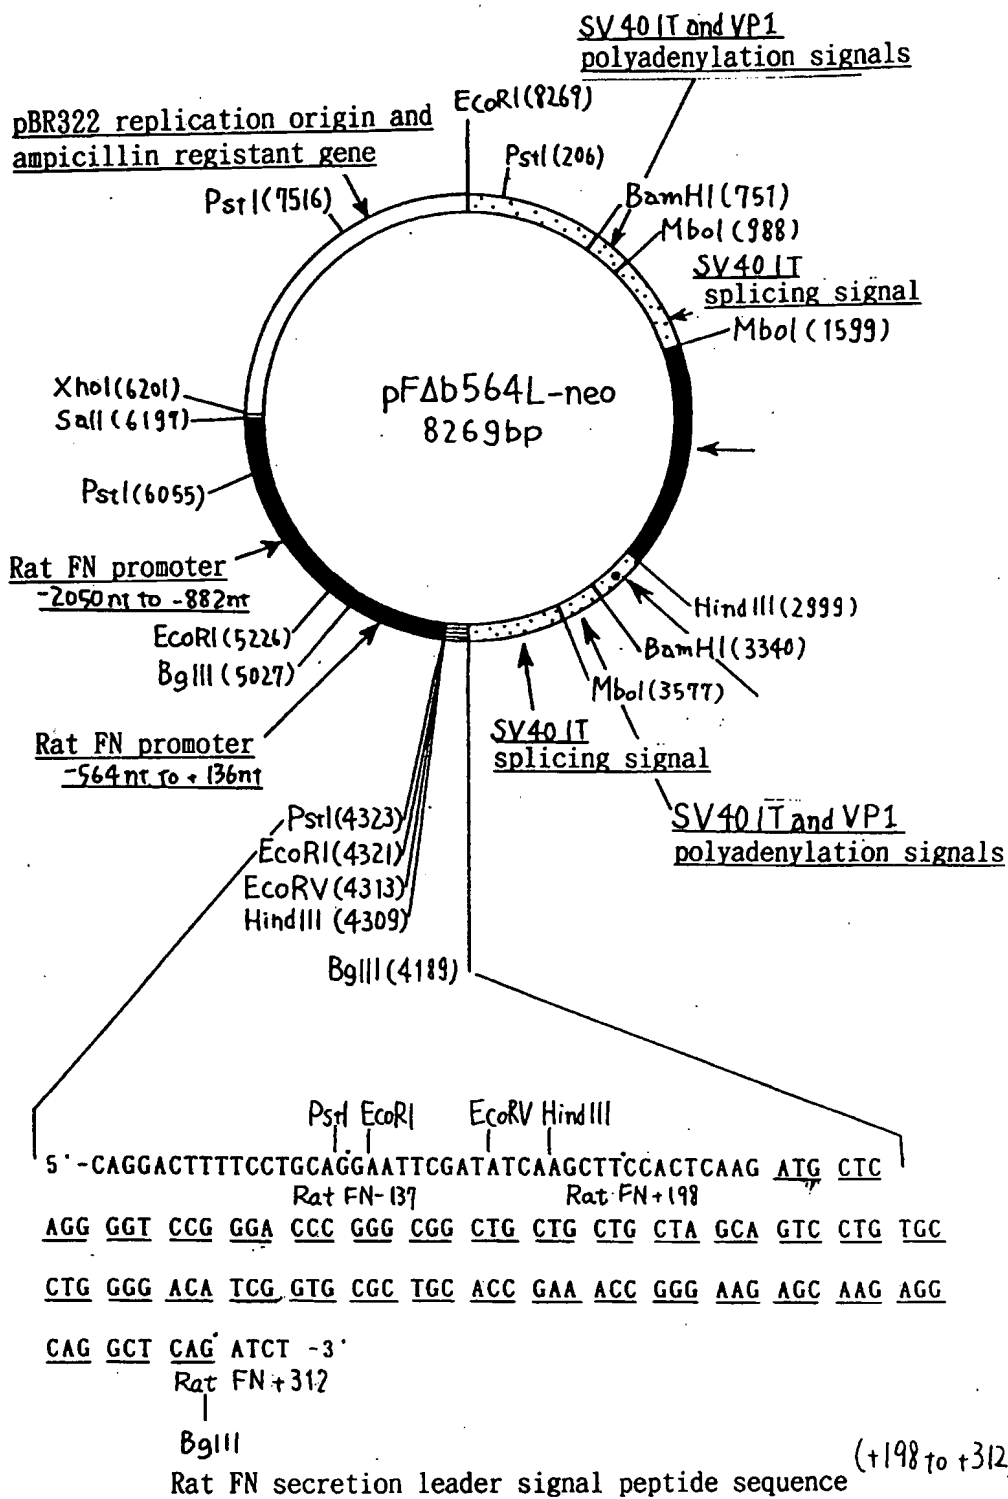 SV40 IT and VP1
polyadenylation signals
EcoRI(8269)
pBR322 replication origin and
ampicillin registant gene
PstI(206)
PstI(7516)
BamHI(751)
MboI(988)
SV40 IT
splicing signal
MboI(1599)
XhoI(6201)
SalI(6197)
pFΔb564L-neo
8269bp
PstI(6055)
Rat FN promoter
-2050nt to -882nt
HindIII(2999)
EcoRI(5226)
BamHI(3340)
BglII(5027)
MboI(3577)
SV40 IT
splicing signal
Rat FN promoter
-564nt to +136nt
SV40 IT and VP1
polyadenylation signals
PstI(4323)
EcoRI(4321)
EcoRV(4313)
HindIII(4309)
BglII(4189)
PstI EcoRI EcoRV HindIII
5'-CAGGACTTTTCCTGCAGGAATTCGATATCAAGCTTCCACTCAAG ATG CTC
Rat FN-137 Rat FN+198
AGG GGT CCG GGA CCC GGG CGG CTG CTG CTG CTA GCA GTC CTG TGC
CTG GGG ACA TCG GTG CGC TGC ACC GAA ACC GGG AAG AGC AAG AGG
CAG GCT CAG ATCT -3'
Rat FN+312
BglII
(+198 to +312
Rat FN secretion leader signal peptide sequence